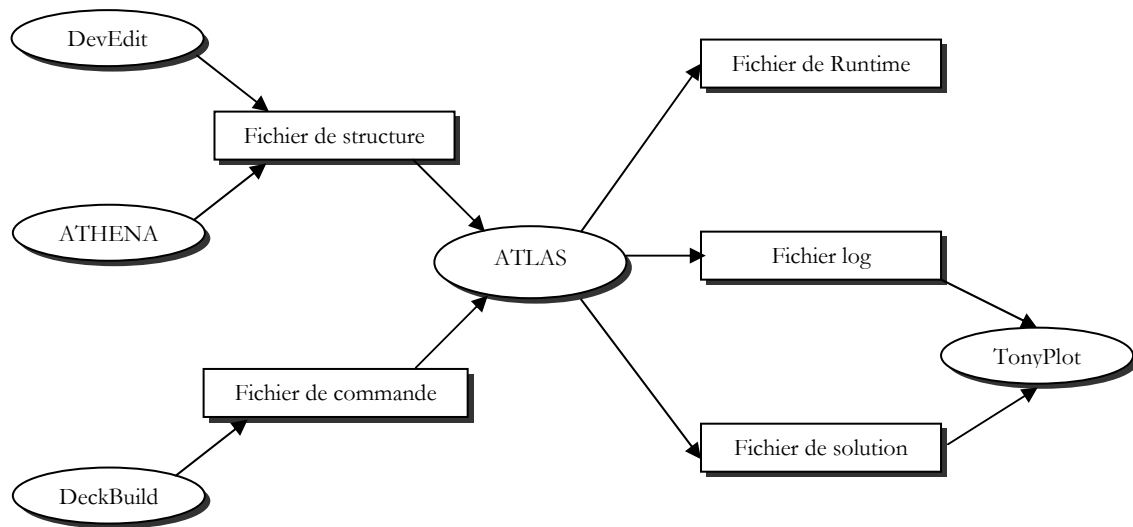 DevEdit
Fichier de Runtime
Fichier de structure
ATHENA
ATLAS
Fichier log
TonyPlot
Fichier de commande
Fichier de solution
DeckBuild